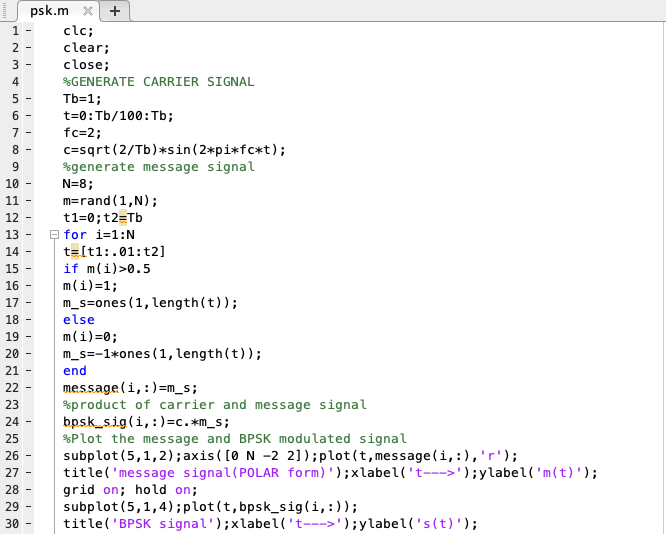 psk.m
1 - clc;
2 - clear;
3 - close;
4 %GENERATE CARRIER SIGNAL
5 - Tb=1;
6 - t=0:Tb/100:Tb;
7 - fc=2;
8 - c=sqrt(2/Tb)*sin(2*pi*fc*t);
9 %generate message signal
10 - N=8;
11 - m=rand(1,N);
12 - t1=0;t2=Tb
13 - for i=1:N
14 - t=[t1:.01:t2]
15 - if m(i)>0.5
16 - m(i)=1;
17 - m_s=ones(1,length(t));
18 - else
19 - m(i)=0;
20 - m_s=-1*ones(1,length(t));
21 - end
22 - message(i,:)=m_s;
23 %product of carrier and message signal
24 - bpsk_sig(i,:)=c.*m_s;
25 %Plot the message and BPSK modulated signal
26 - subplot(5,1,2);axis([0 N -2 2]);plot(t,message(i,:),'r');
27 - title('message signal(POLAR form)');xlabel('t--->');ylabel('m(t)');
28 - grid on; hold on;
29 - subplot(5,1,4);plot(t,bpsk_sig(i,:));
30 - title('BPSK signal');xlabel('t--->');ylabel('s(t)');